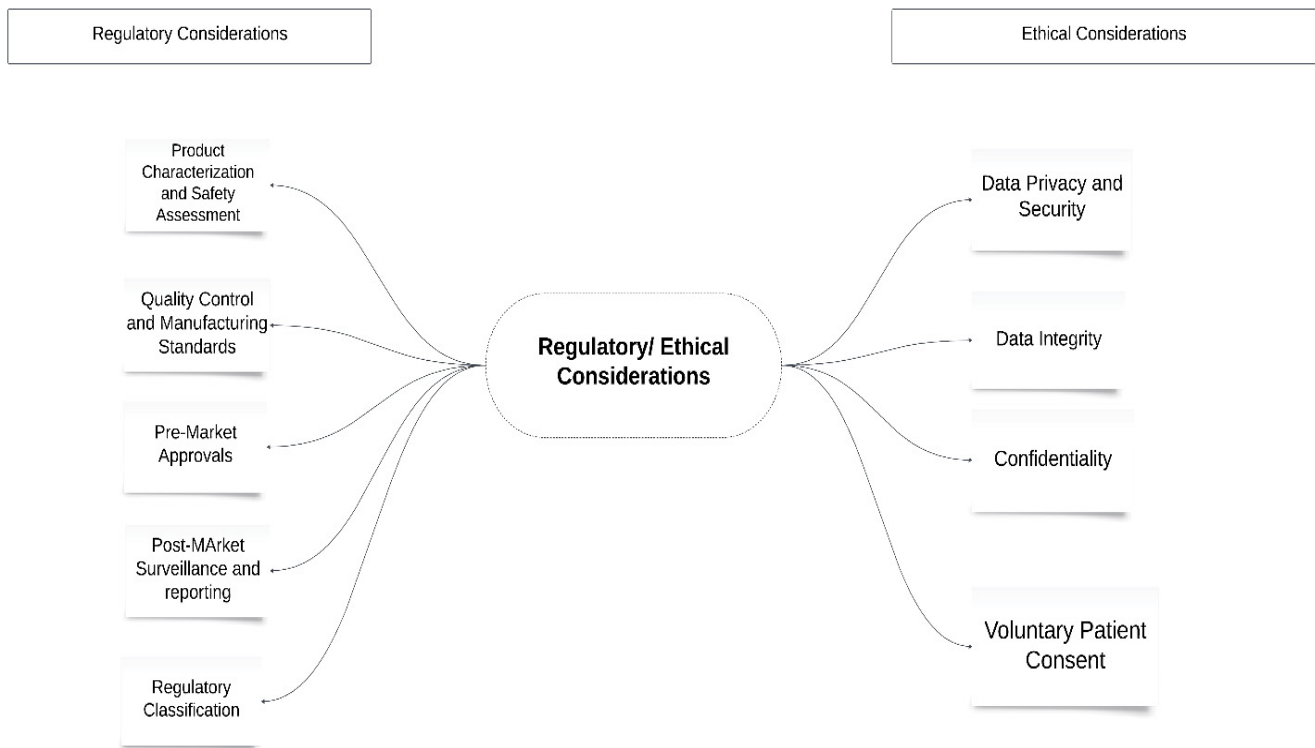 Regulatory Considerations
Ethical Considerations
Product
Characterization
and Safety
Assessment
Quality Control
and Manufacturing
Standards
Pre-Market
Approvals
Post-MArket
Surveillance and
reporting
Regulatory
Classification
Regulatory/ Ethical
Considerations
Data Privacy and
Security
Data Integrity
Confidentiality
Voluntary Patient
Consent